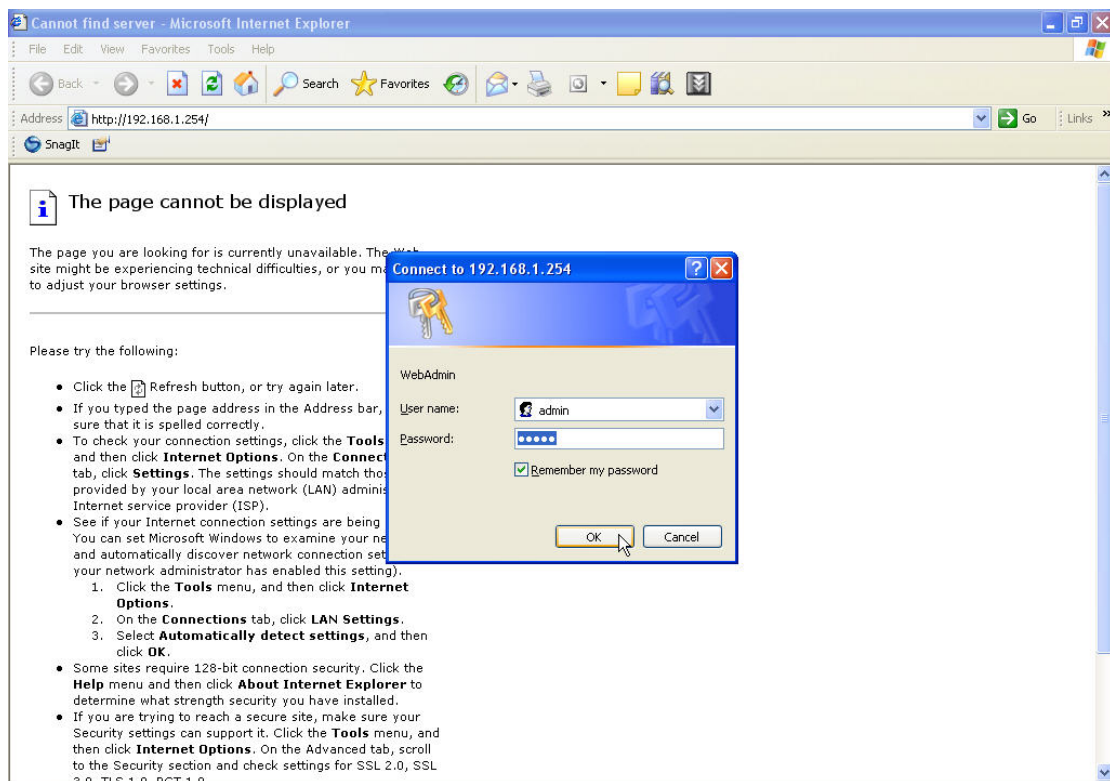 Cannot find server - Microsoft Internet Explorer
File Edit View Favorites Tools Help
Back Search Favorites
Address http://192.168.1.254/ Go Links »
SnagIt
The page cannot be displayed
The page you are looking for is currently unavailable. The Web
site might be experiencing technical difficulties, or you
to adjust your browser settings.
Please try the following:
Click the Refresh button, or try again later.
If you typed the page address in the Address bar,
sure that it is spelled correctly.
To check your connection settings, click the Tools
and then click Internet Options. On the
tab, click Settings. The settings should match
provided by your local area network (LAN)
Internet service provider (ISP).
See if your Internet connection settings are being
You can set Microsoft Windows to examine your
and automatically discover network connection
your network administrator has enabled this setting).
1. Click the Tools menu, and then click Internet
Options.
2. On the Connections tab, click LAN Settings.
3. Select Automatically detect settings, and then
click OK.
Some sites require 128-bit connection security. Click the
Help menu and then click About Internet Explorer to
determine what strength security you have installed.
If you are trying to reach a secure site, make sure your
Security settings can support it. Click the Tools menu, and
then click Internet Options. On the Advanced tab, scroll
to the Security section and check settings for SSL 2.0, SSL
3.0, TLS 1.0, PCT 1.0
Connect to 192.168.1.254
WebAdmin
User name: admin
Password: •••••
Remember my password
OK Cancel